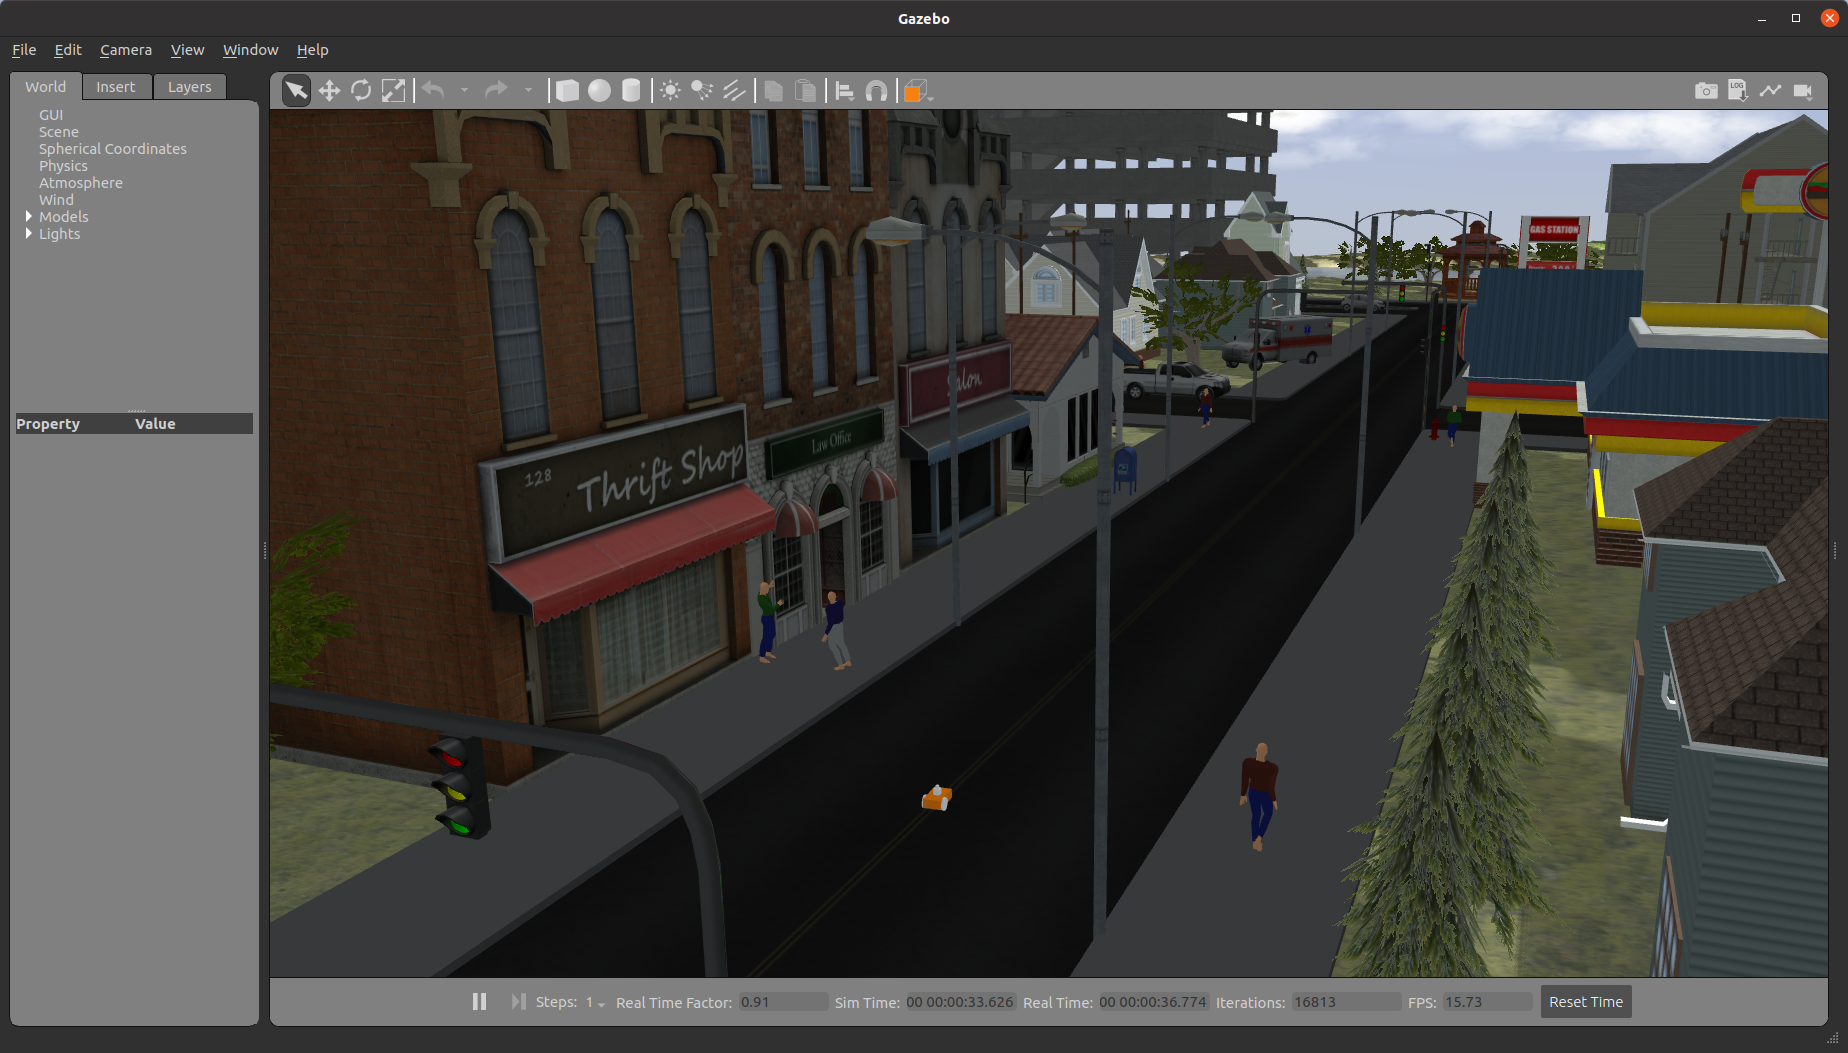 Gazebo
File Edit Camera View Window Help
World Insert Layers
LOG
GUI
Scene
Spherical Coordinates
Physics
Atmosphere
Wind
Models
Lights
Property Value
GAS STATION
Salon
Law Office
128 Thrift Shop
Steps: 1 Real Time Factor: 0.91 Sim Time: 00 00:00:33.626 Real Time: 00 00:00:36.774 Iterations: 16813 FPS: 15.73 Reset Time